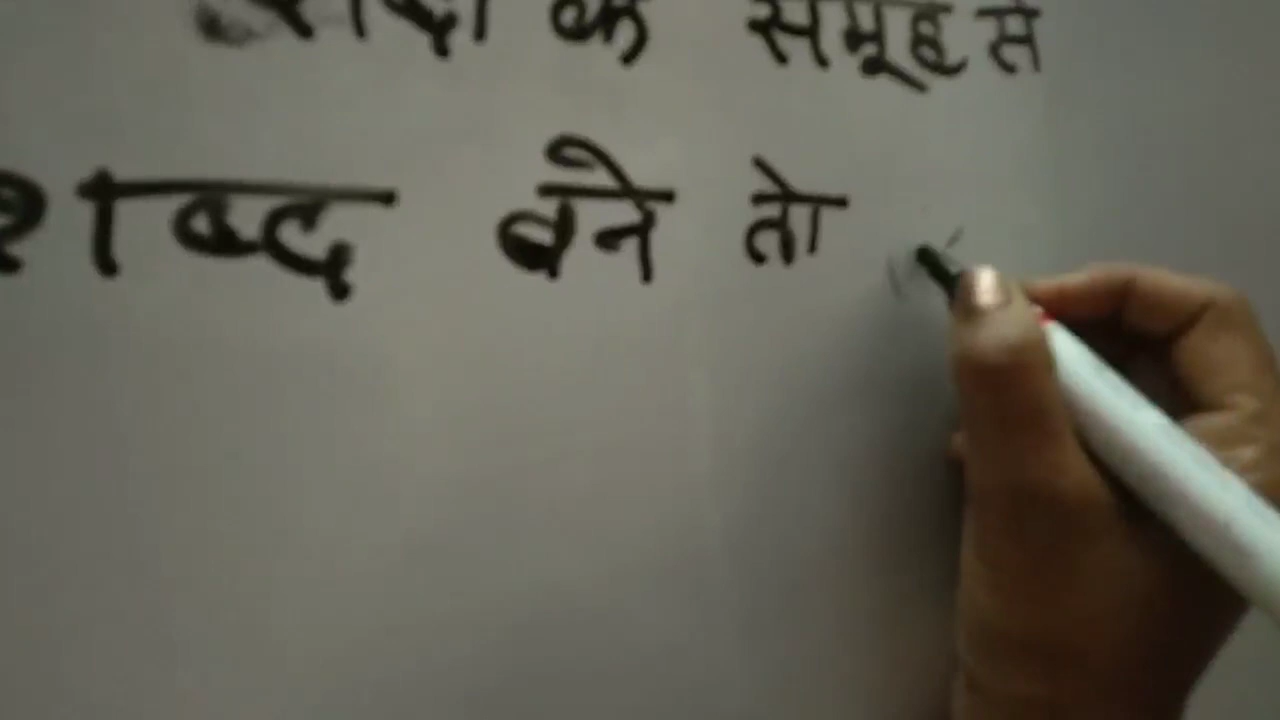 के समूह से
शब्द बने तो